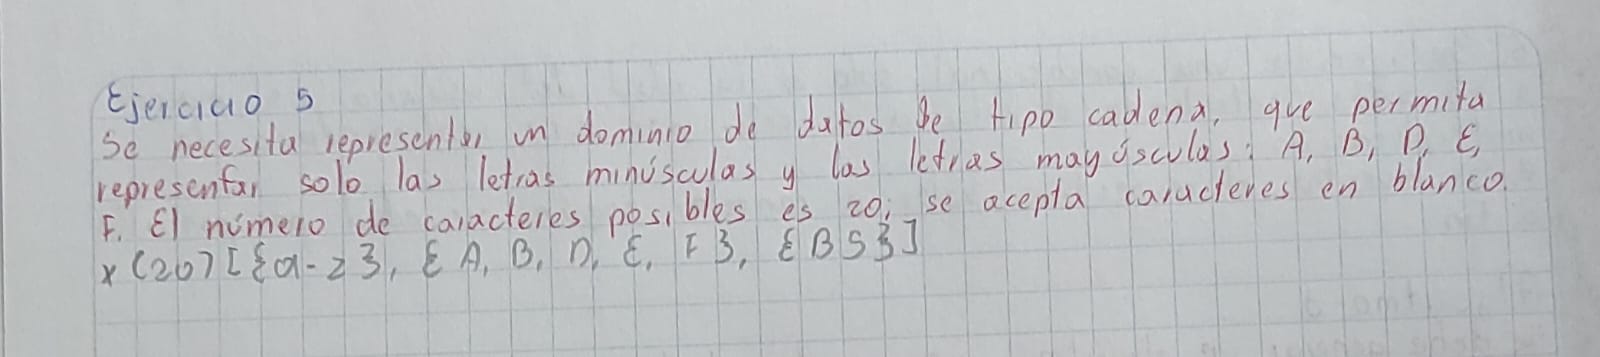 Ejercicio 5
Se necesita representar un dominio de datos de tipo cadena, que permita
representar solo las letras minúsculas y las letras mayúsculas: A, B, D, E,
F. El número de caracteres posibles es 20; se acepta caracteres en blanco.
x(20)[{a-z}, {A, B, D, E, F}, {BS}]